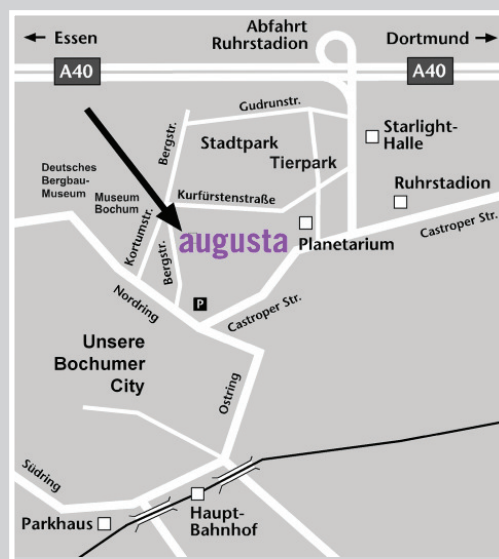 ← Essen
Abfahrt
Ruhrstadion
Dortmund →
A40
A40
Gudrunstr.
Bergstr.
Stadtpark
Tierpark
Starlight-
Halle
Deutsches
Bergbau-
Museum
Museum
Bochum
Kurfürstenstraße
Ruhrstadion
Kortumstr.
augusta
Planetarium
Castroper Str.
Bergstr.
Nordring
P
Castroper Str.
Unsere
Bochumer
City
Ostring
Südring
Parkhaus
Haupt-
Bahnhof